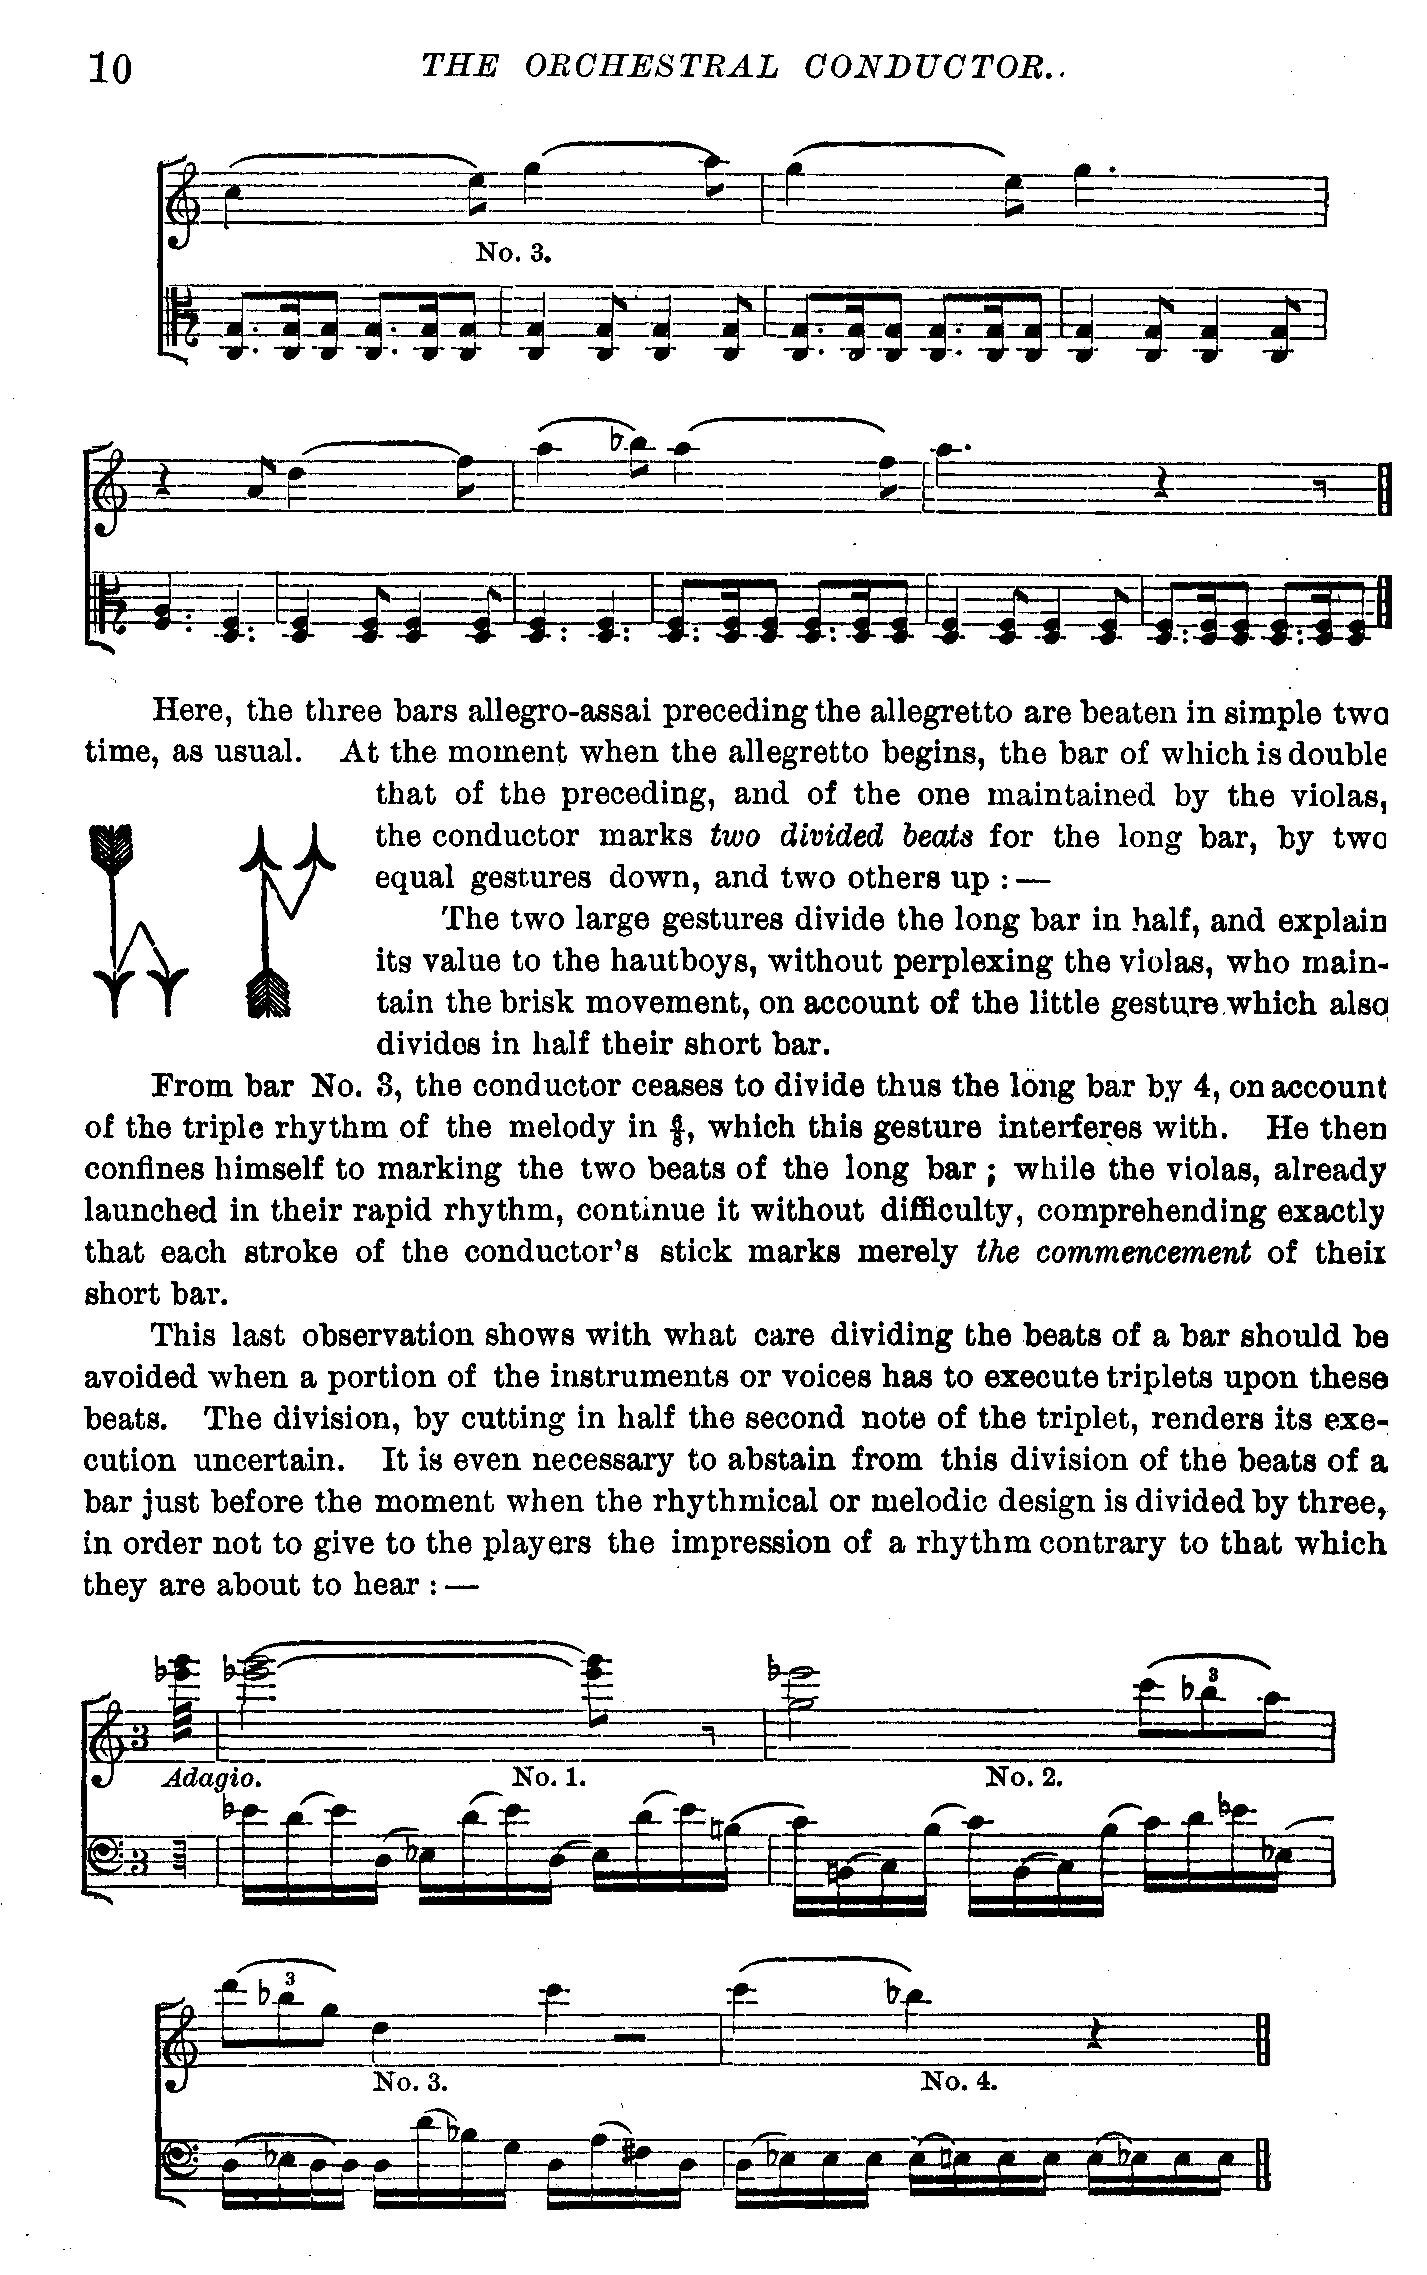 10 THE ORCHESTRAL CONDUCTOR..
No. 3.
Here, the three bars allegro-assai preceding the allegretto are beaten in simple two
time, as usual. At the moment when the allegretto begins, the bar of which is double
that of the preceding, and of the one maintained by the violas,
the conductor marks two divided beats for the long bar, by two
equal gestures down, and two others up :—
The two large gestures divide the long bar in half, and explain
its value to the hautboys, without perplexing the violas, who main-
tain the brisk movement, on account of the little gesture which also
divides in half their short bar.
From bar No. 3, the conductor ceases to divide thus the long bar by 4, on account
of the triple rhythm of the melody in 6/8, which this gesture interferes with. He then
confines himself to marking the two beats of the long bar ; while the violas, already
launched in their rapid rhythm, continue it without difficulty, comprehending exactly
that each stroke of the conductor's stick marks merely the commencement of their
short bar.
This last observation shows with what care dividing the beats of a bar should be
avoided when a portion of the instruments or voices has to execute triplets upon these
beats. The division, by cutting in half the second note of the triplet, renders its exe-
cution uncertain. It is even necessary to abstain from this division of the beats of a
bar just before the moment when the rhythmical or melodic design is divided by three,
in order not to give to the players the impression of a rhythm contrary to that which
they are about to hear :—
3
3
Adagio. No. 1. No. 2.
3
3
No. 3. No. 4.